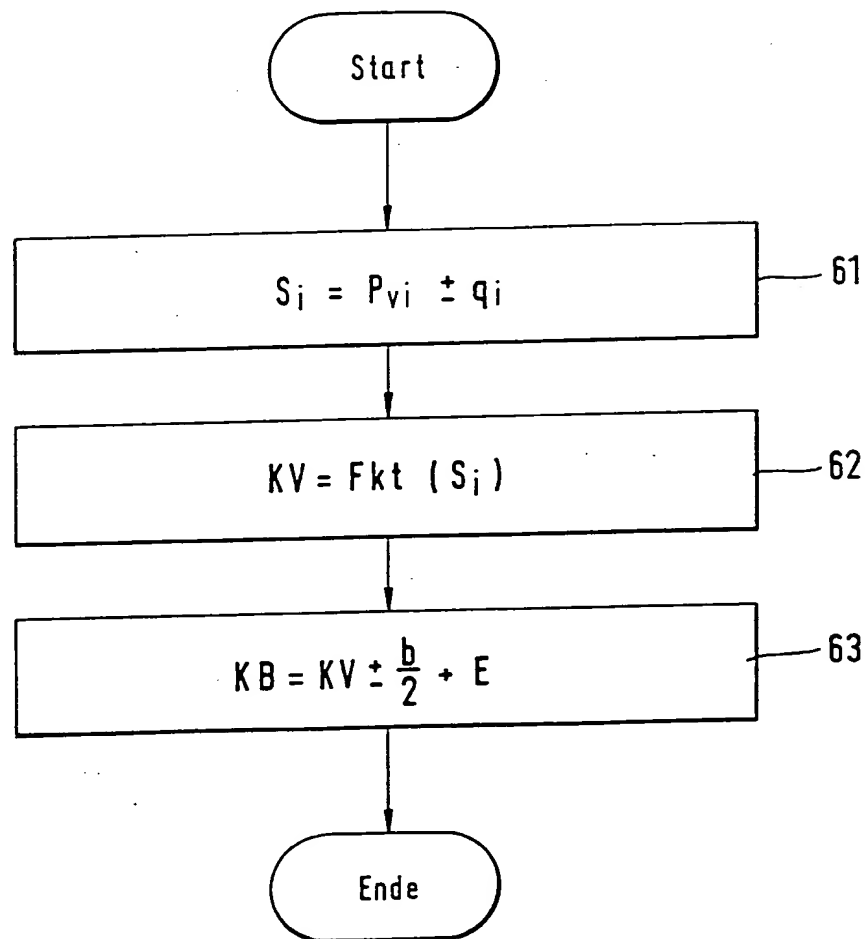 Start
Si = Pvi ± qi
61
KV = Fkt (Si)
62
KB = KV ± b/2 + E
63
Ende